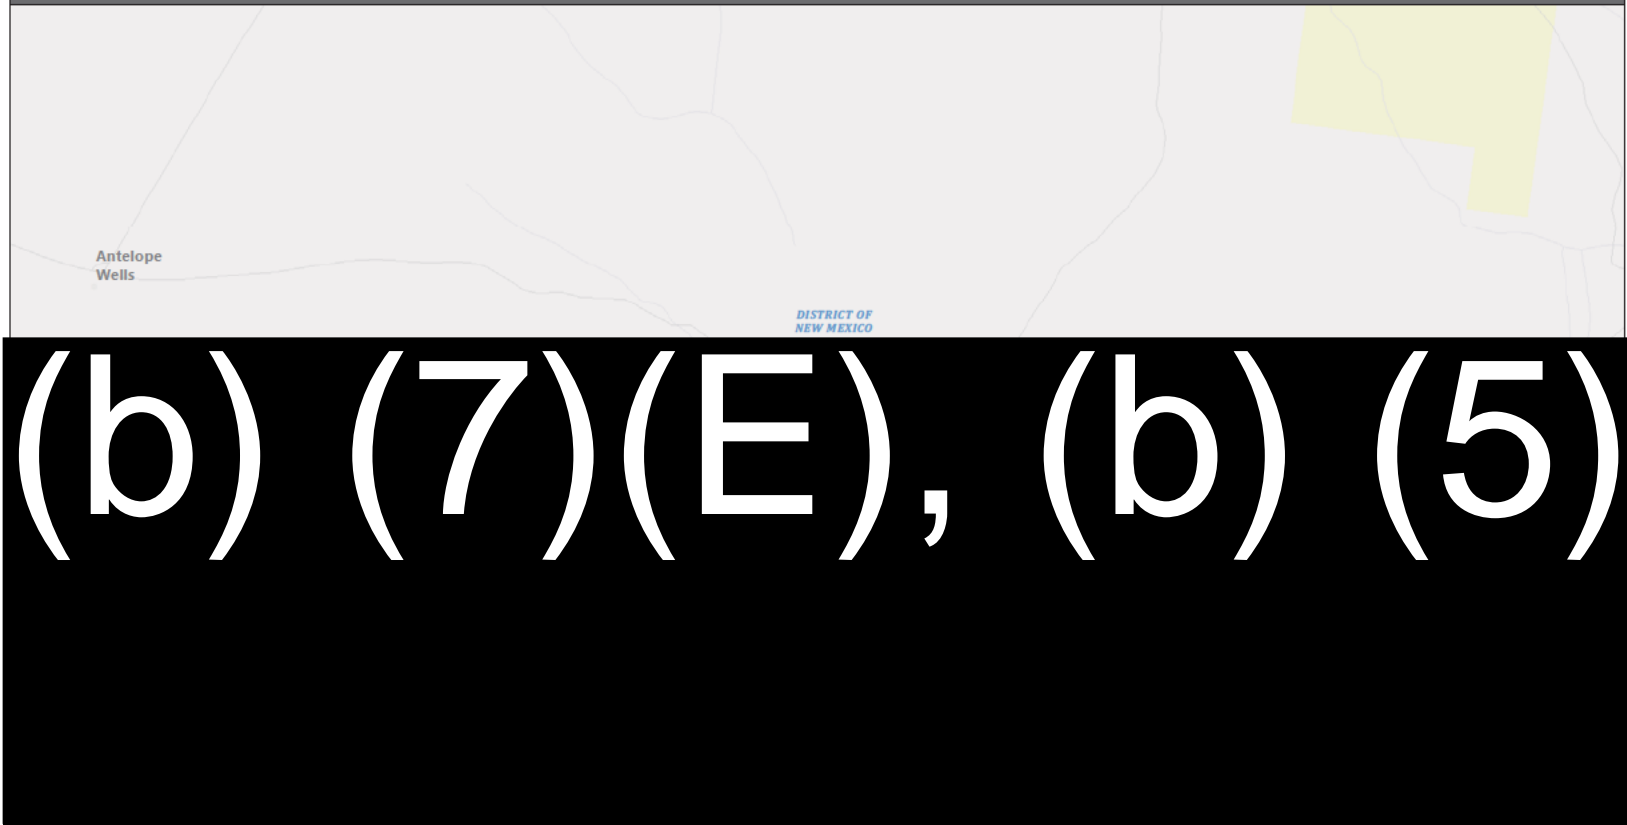 Antelope
Wells
DISTRICT OF
NEW MEXICO
(b) (7)(E), (b) (5)